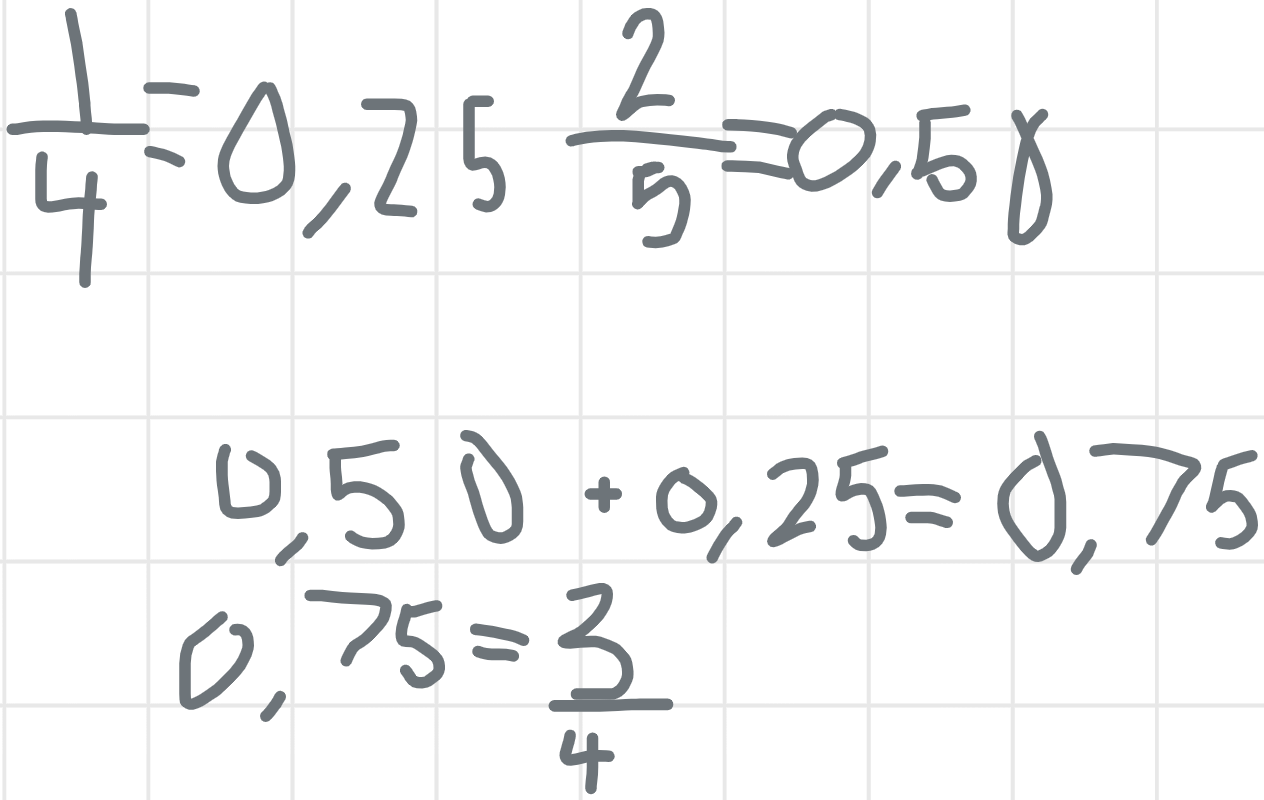 1/4 = 0,25 2/5 = 0,50
0,50 + 0,25 = 0,75
0,75 = 3/4